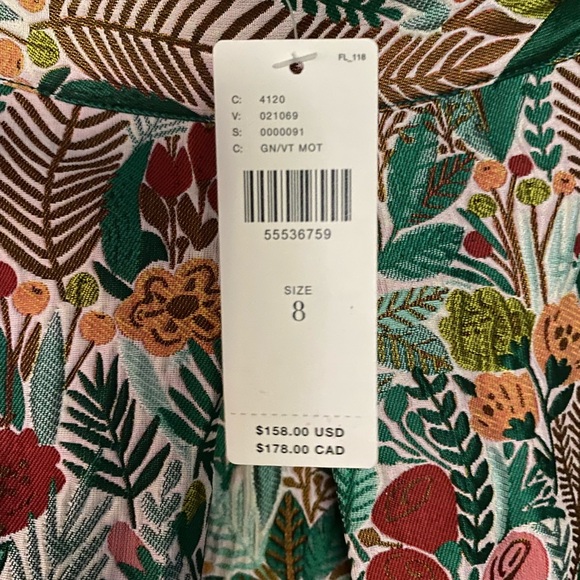 FL_118
C: 4120
V: 021069
S: 0000091
C: GN/VT MOT
55536759
SIZE
8
$158.00 USD
$178.00 CAD